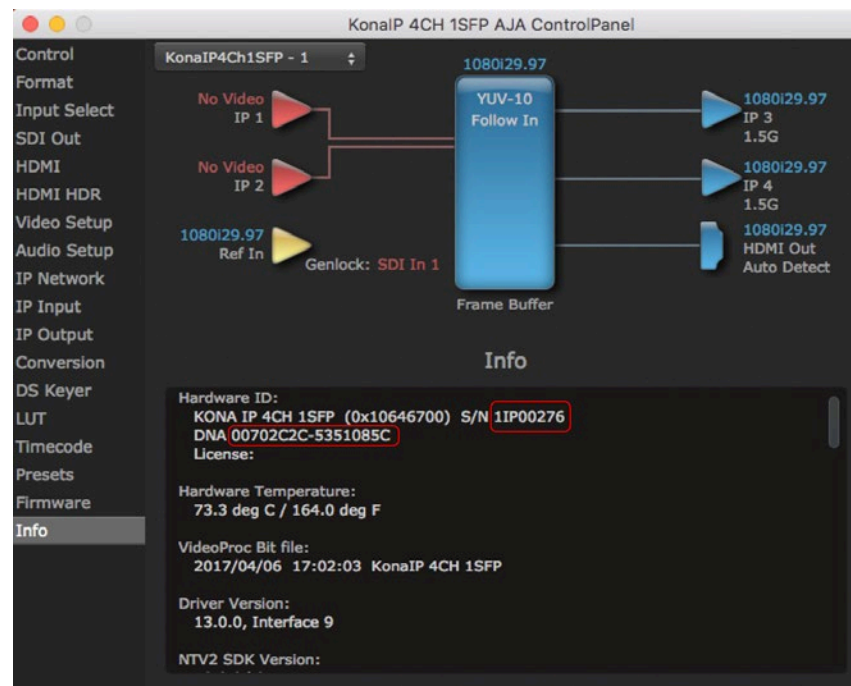 KonaIP 4CH 1SFP AJA ControlPanel
Control
Format
Input Select
SDI Out
HDMI
HDMI HDR
Video Setup
Audio Setup
IP Network
IP Input
IP Output
Conversion
DS Keyer
LUT
Timecode
Presets
Firmware
Info
KonaIP4Ch1SFP - 1
1080i29.97
No Video
IP 1
YUV-10
Follow In
1080i29.97
IP 3
1.5G
No Video
IP 2
1080i29.97
IP 4
1.5G
1080i29.97
Ref In
Genlock: SDI In 1
1080i29.97
HDMI Out
Auto Detect
Frame Buffer
Info
Hardware ID:
KONA IP 4CH 1SFP (0x10646700) S/N 1IP00276
DNA 00702C2C-5351085C
License:
Hardware Temperature:
73.3 deg C / 164.0 deg F
VideoProc Bit file:
2017/04/06 17:02:03 KonaIP 4CH 1SFP
Driver Version:
13.0.0, Interface 9
NTV2 SDK Version: